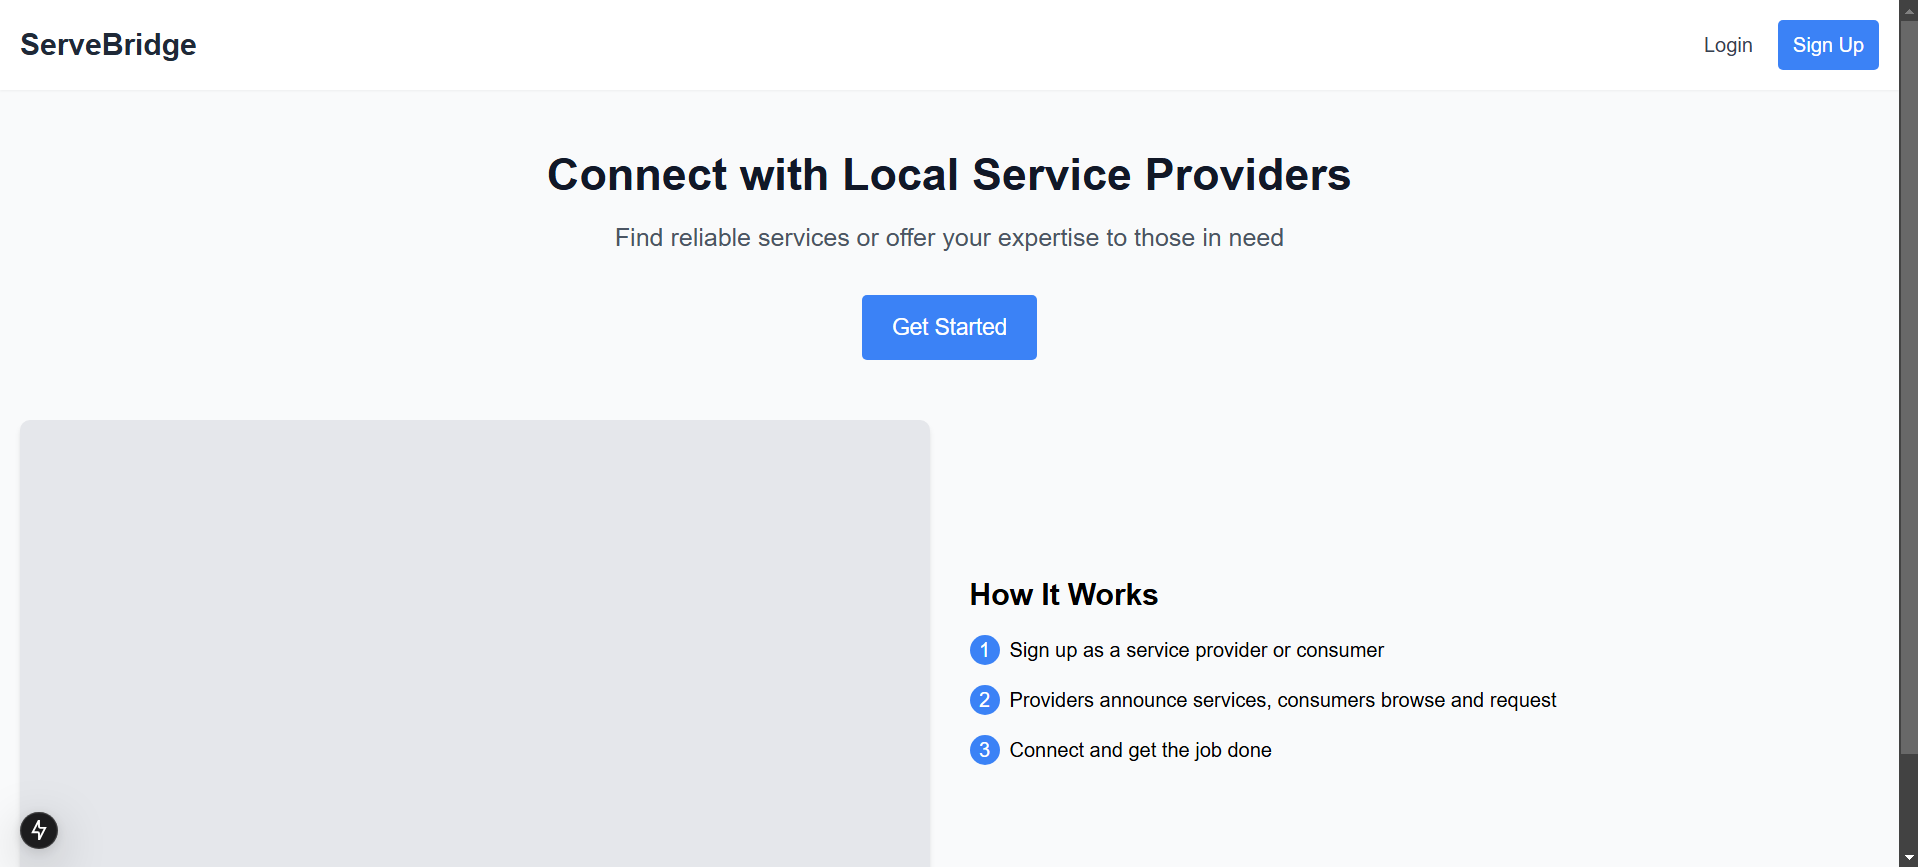 ServeBridge
Login
Sign Up
Connect with Local Service Providers
Find reliable services or offer your expertise to those in need
Get Started
How It Works
1 Sign up as a service provider or consumer
2 Providers announce services, consumers browse and request
3 Connect and get the job done